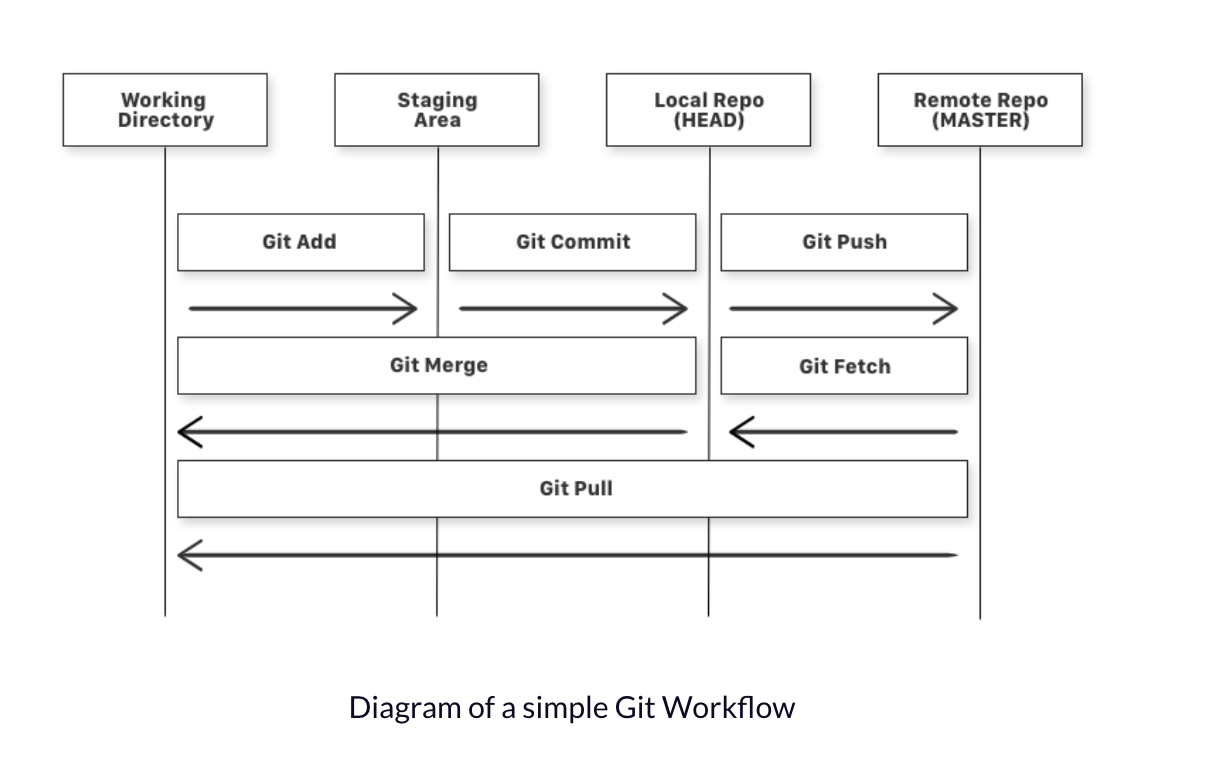 Working
Directory
Staging
Area
Local Repo
(HEAD)
Remote Repo
(MASTER)
Git Add
Git Commit
Git Push
Git Merge
Git Fetch
Git Pull
Diagram of a simple Git Workflow